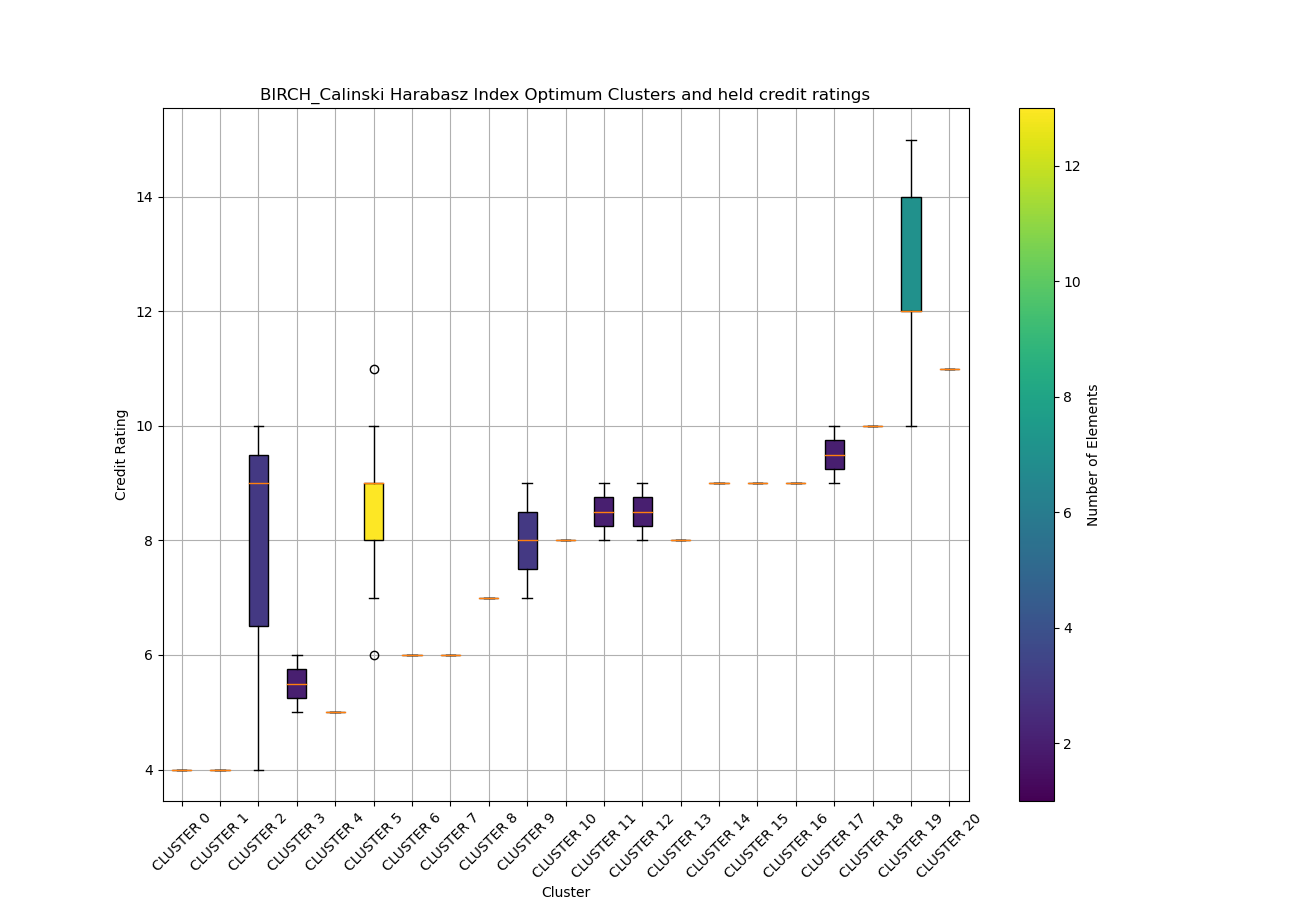 BIRCH_Calinski Harabasz Index Optimum Clusters and held credit ratings
Credit Rating
14
12
10
8
6
4
CLUSTER 0
CLUSTER 1
CLUSTER 2
CLUSTER 3
CLUSTER 4
CLUSTER 5
CLUSTER 6
CLUSTER 7
CLUSTER 8
CLUSTER 9
CLUSTER 10
CLUSTER 11
CLUSTER 12
CLUSTER 13
CLUSTER 14
CLUSTER 15
CLUSTER 16
CLUSTER 17
CLUSTER 18
CLUSTER 19
CLUSTER 20
Cluster
12
10
8
6
4
2
Number of Elements